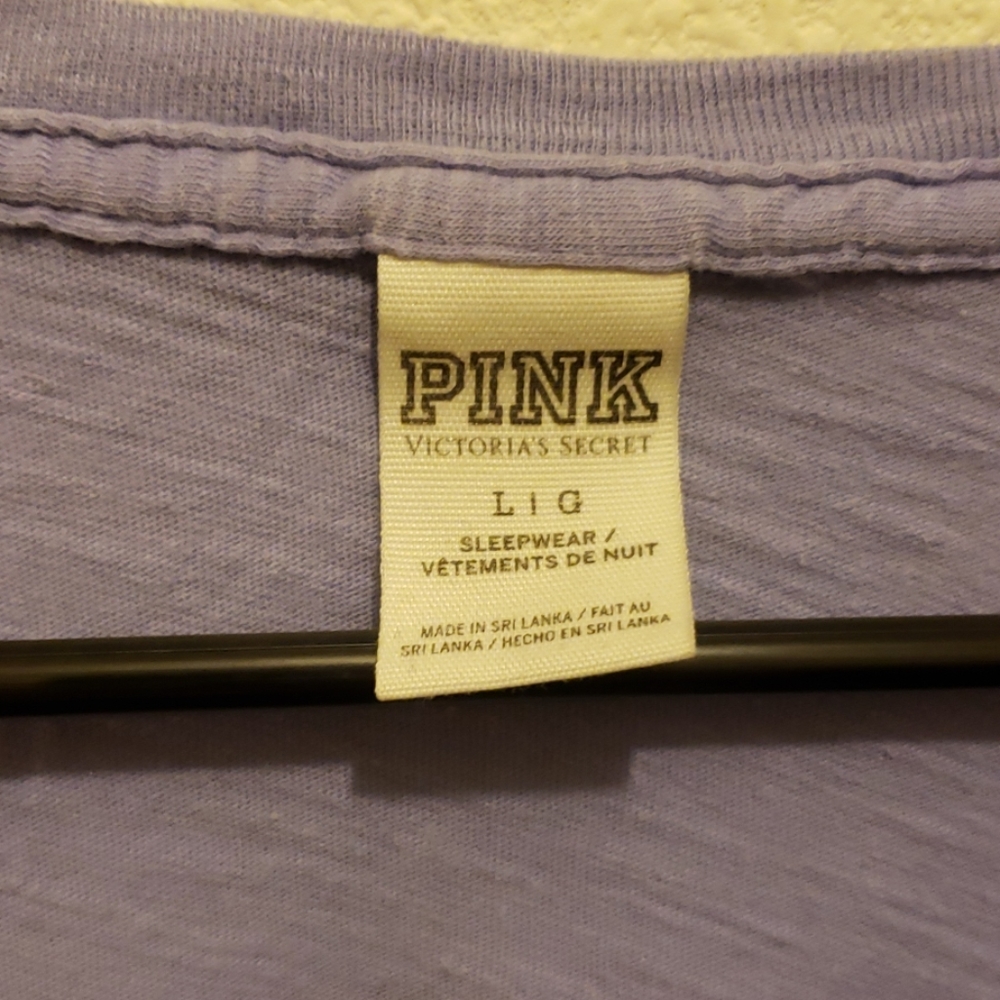 PINK
VICTORIA'S SECRET
L | G
SLEEPWEAR /
VÊTEMENTS DE NUIT
MADE IN SRI LANKA / FAIT AU
SRI LANKA / HECHO EN SRI LANKA